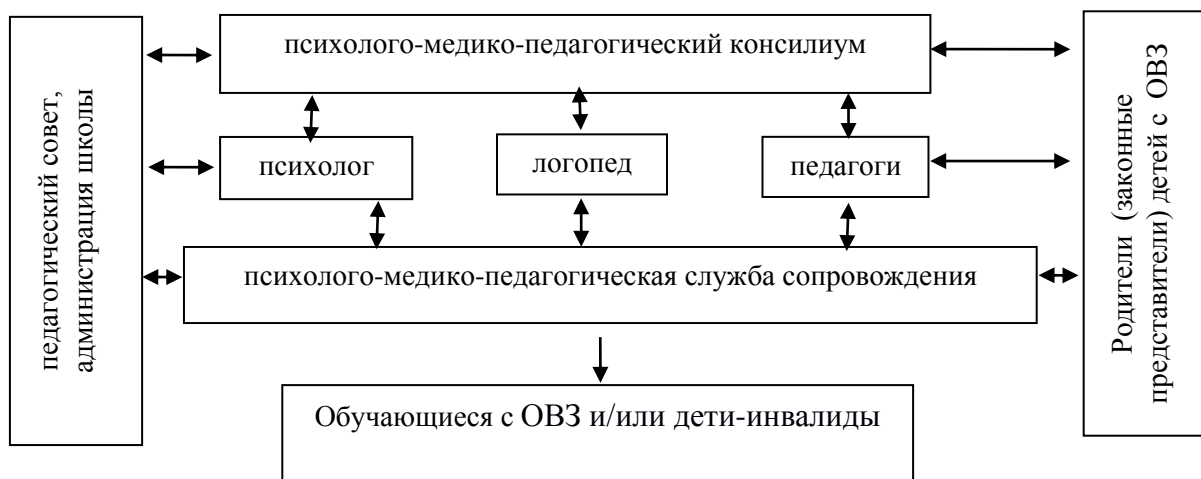 педагогический совет,
администрация школы
психолого-медико-педагогический консилиум
психолог
логопед
педагоги
психолого-медико-педагогическая служба сопровождения
Обучающиеся с ОВЗ и/или дети-инвалиды
Родители (законные
представители) детей с ОВЗ